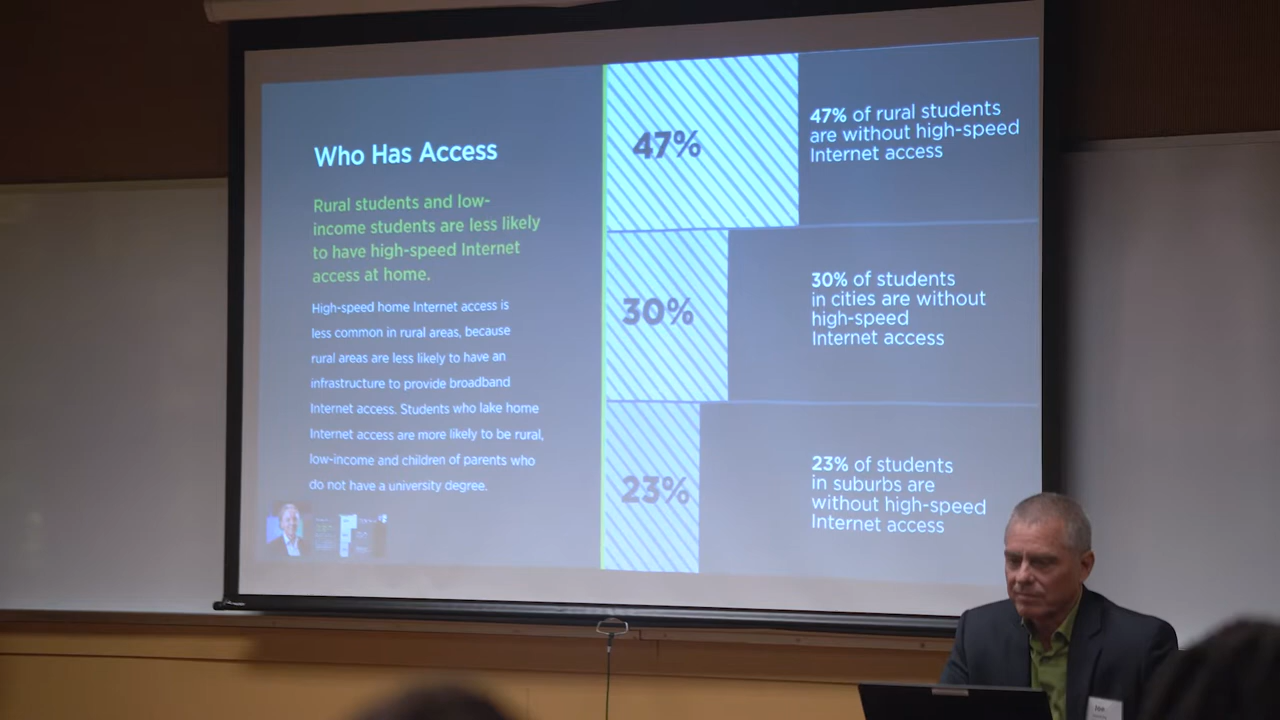 Who Has Access
Rural students and low-
income students are less likely
to have high-speed Internet
access at home.
High-speed home Internet access is
less common in rural areas, because
rural areas are less likely to have an
infrastructure to provide broadband
Internet access. Students who lake home
Internet access are more likely to be rural,
low-income and children of parents who
do not have a university degree.
47%
47% of rural students
are without high-speed
Internet access
30%
30% of students
in cities are without
high-speed
Internet access
23%
23% of students
in suburbs are
without high-speed
Internet access